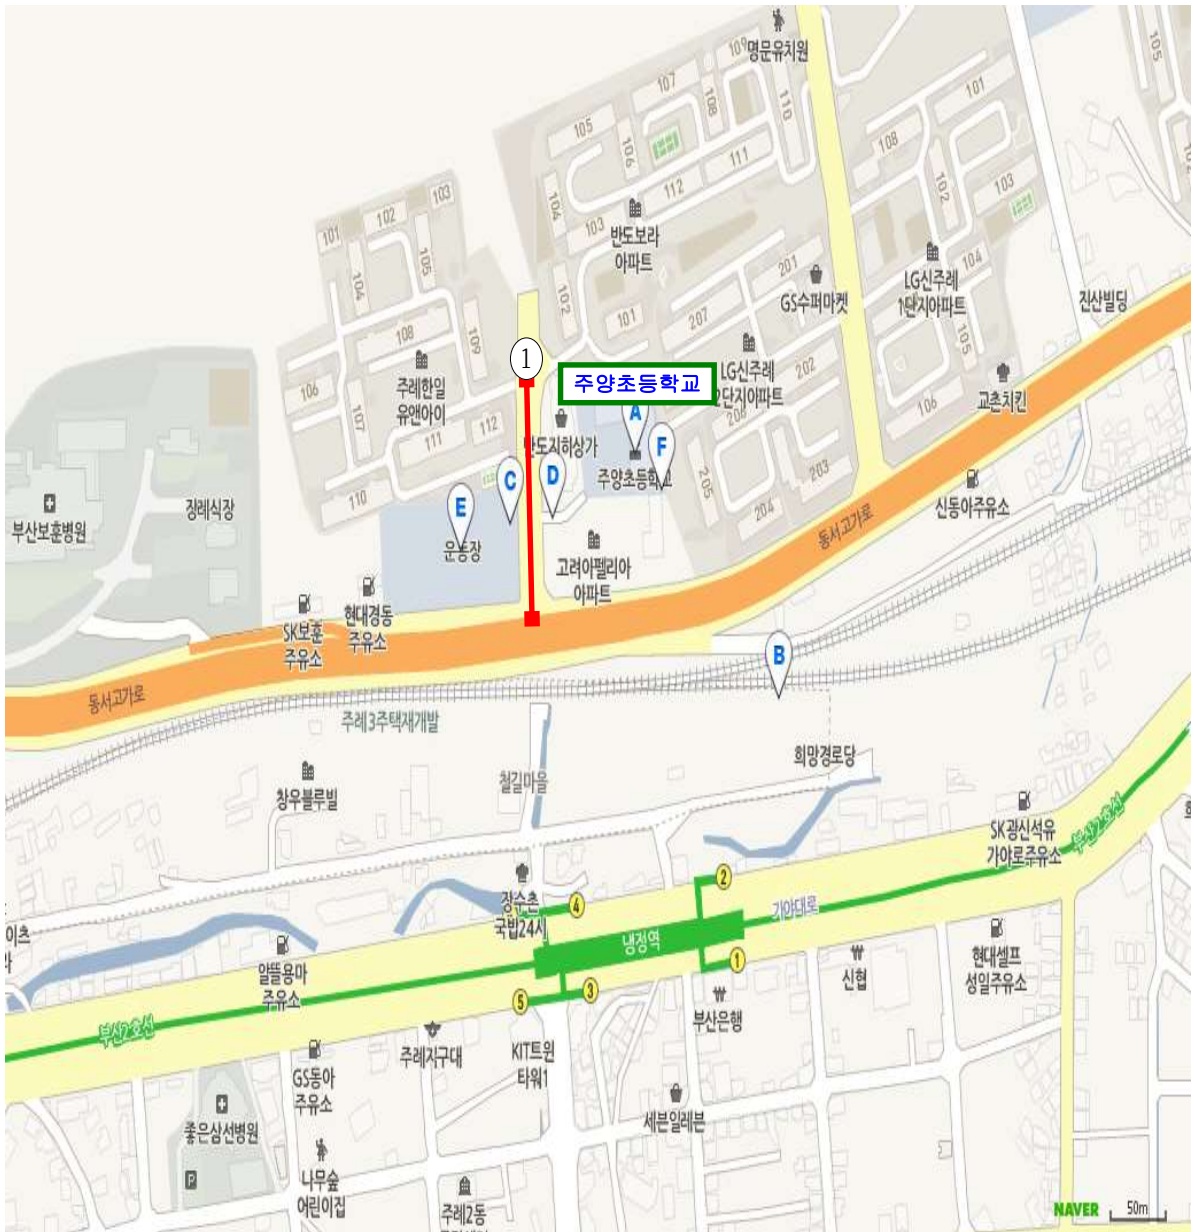 명문유치원
109
107
108
110
105
106
111
112
104
103
반도보라
아파트
102
101
101
102
103
104
105
108
109
106
107
주례한일
유앤아이
111
112
110
1
주양초등학교
201
207
GS수퍼마켓
LG신주례
2단지아파트
202
206
205
204
203
101
108
102
103
104
LG신주례
1단지아파트
105
106
105
진산빌딩
교촌치킨
A
반도지하상가
주양초등학교
F
C
D
E
운동장
고려아펠리아
아파트
부산보훈병원
장례식장
SK보훈
주유소
현대경동
주유소
신동아주유소
동서고가로
동서고가로
B
주례3주택재개발
철길마을
희망경로당
창우블루빌
SK광신석유
가야로주유소
부산2호선
장수촌
국밥24시
4
2
냉정역
가야대로
1
3
5
이츠
라
알뜰용마
주유소
부산2호선
신협
현대셀프
성일주유소
부산은행
주례지구대
KIT트윈
타워1
GS동아
주유소
세븐일레븐
좋은삼선병원
P
나무숲
어린이집
주례2동
NAVER
50m